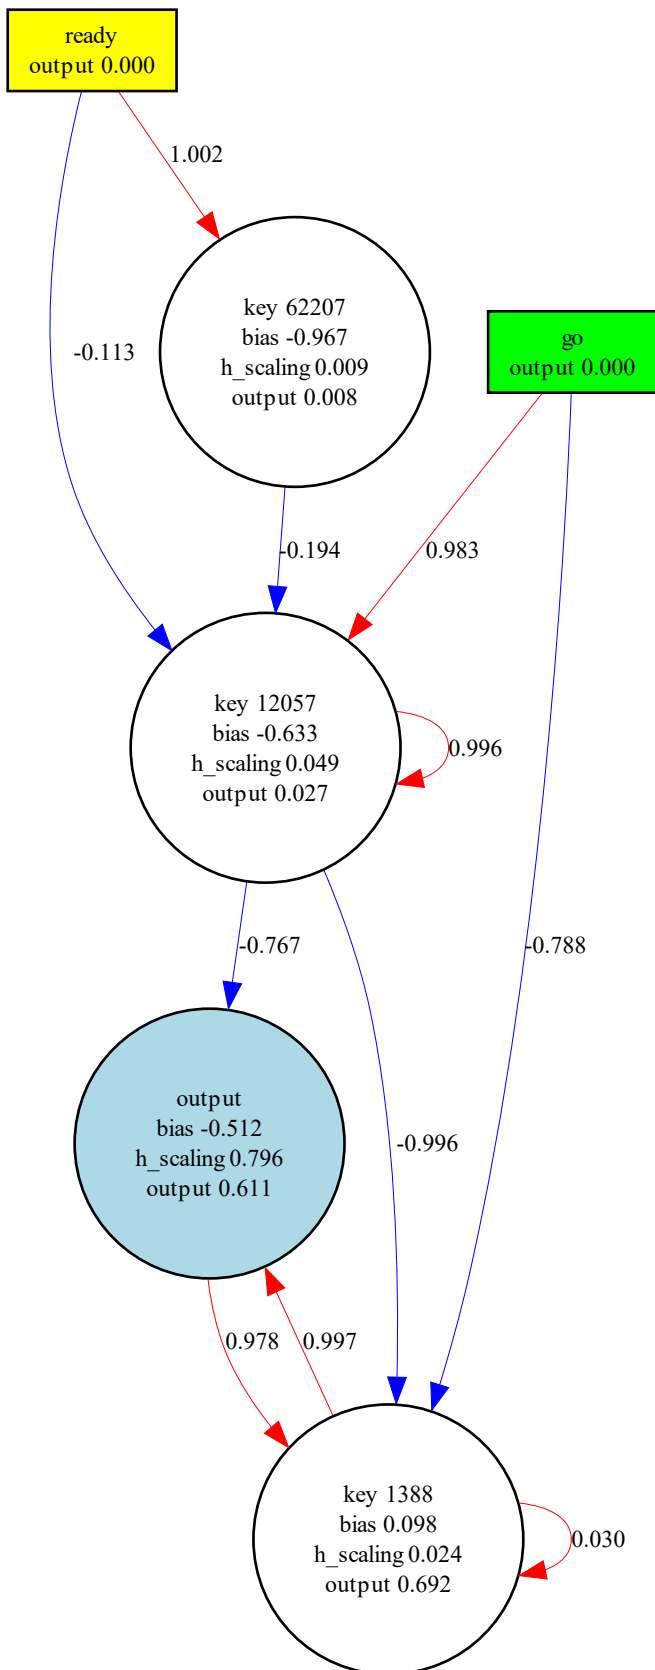 ready
output 0.000
1.002
key 62207
bias -0.967
h_scaling 0.009
output 0.008
go
output 0.000
-0.113
-0.194
0.983
key 12057
bias -0.633
h_scaling 0.049
output 0.027
0.996
-0.767
-0.788
output
bias -0.512
h_scaling 0.796
output 0.611
-0.996
0.978
0.997
key 1388
bias 0.098
h_scaling 0.024
output 0.692
0.030